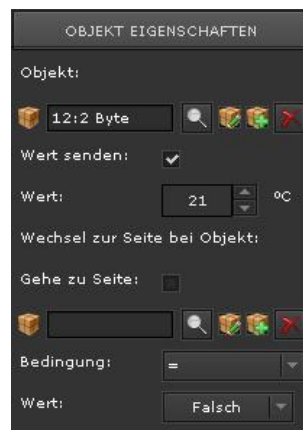 OBJEKT EIGENSCHAFTEN
Objekt:
12:2 Byte
Wert senden:
Wert: 21 ºC
Wechsel zur Seite bei Objekt:
Gehe zu Seite:
Bedingung: =
Wert: Falsch